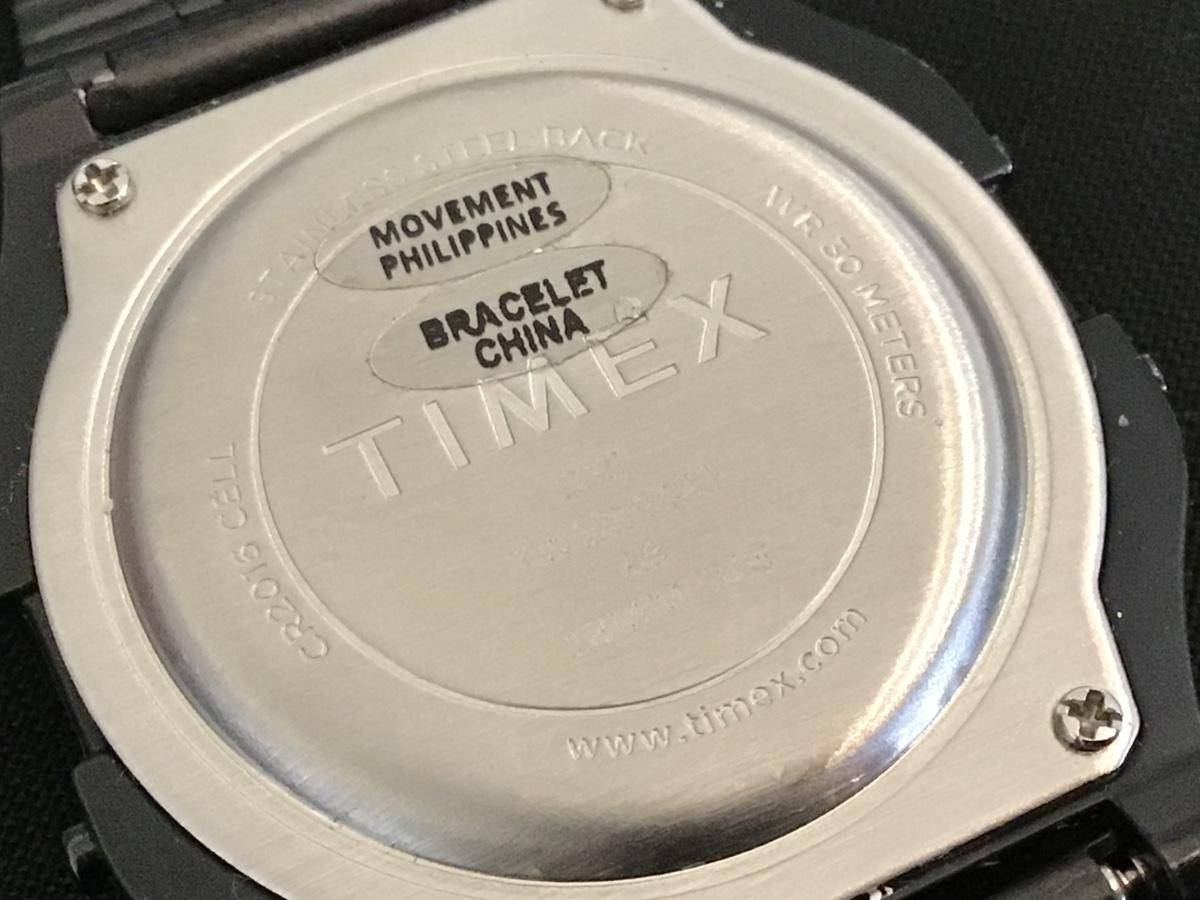 STAINLESS STEEL BACK
MOVEMENT
PHILIPPINES
BRACELET
CHINA
TIMEX
WR 30 METERS
CR2016 CELL
www.timex.com